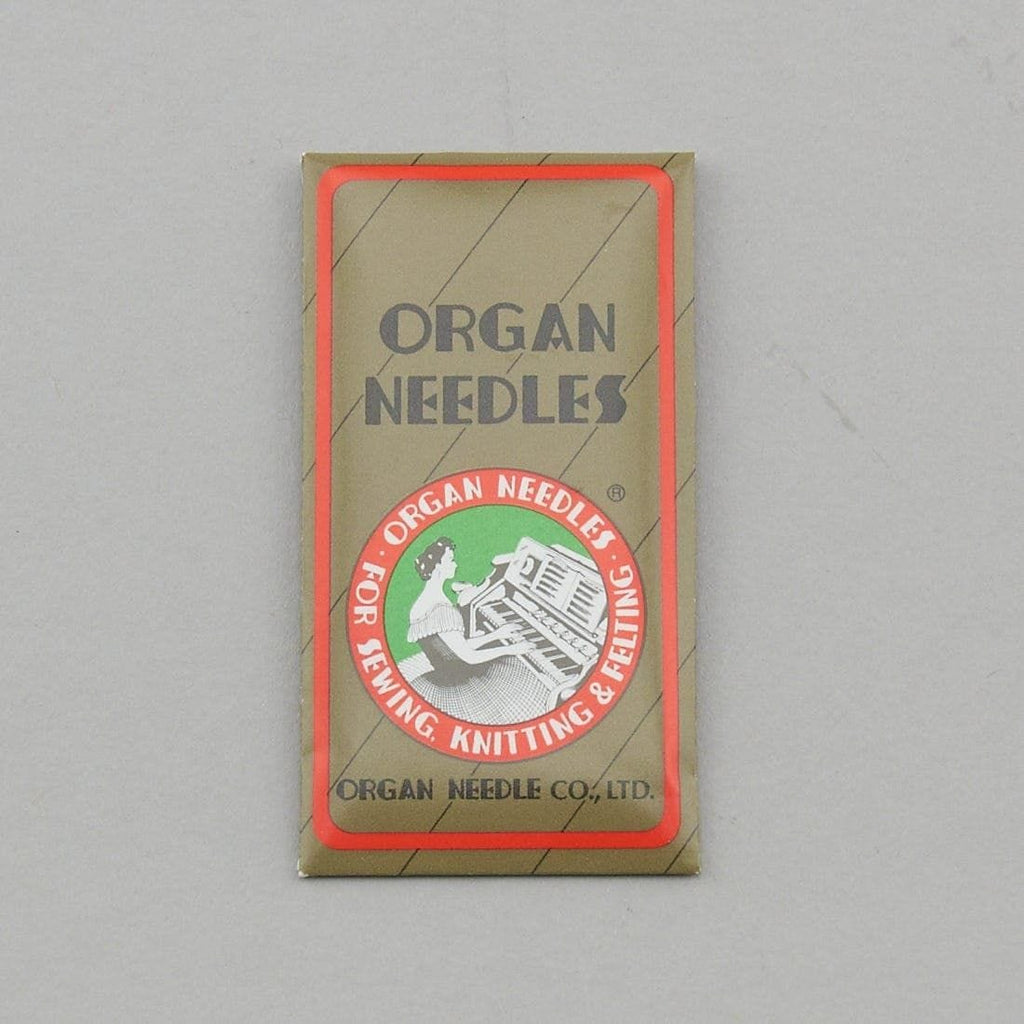 ORGAN
NEEDLES
®
· ORGAN NEEDLES ·
FOR SEWING, KNITTING & FELTING
ORGAN NEEDLE CO., LTD.